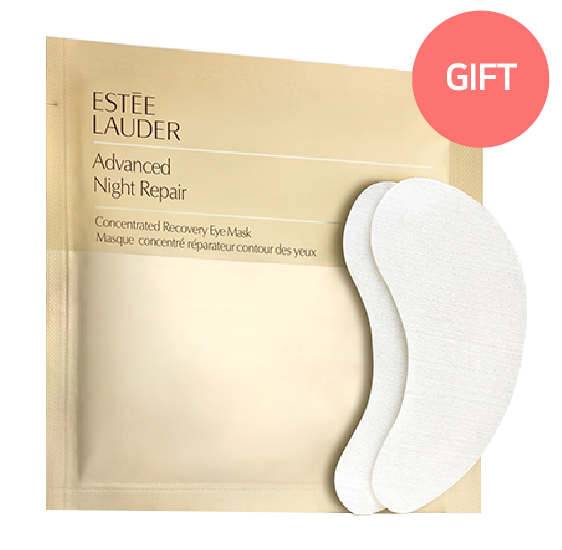 GIFT
ESTĒE
LAUDER
Advanced
Night Repair
Concentrated Recovery Eye Mask
Masque concentré réparateur contour des yeux